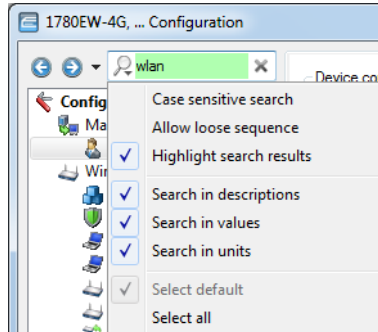 1780EW-4G, ... Configuration
wlan
Device co
Config
Case sensitive search
Ma
Allow loose sequence
Highlight search results
Wir
Search in descriptions
Search in values
Search in units
Select default
Select all